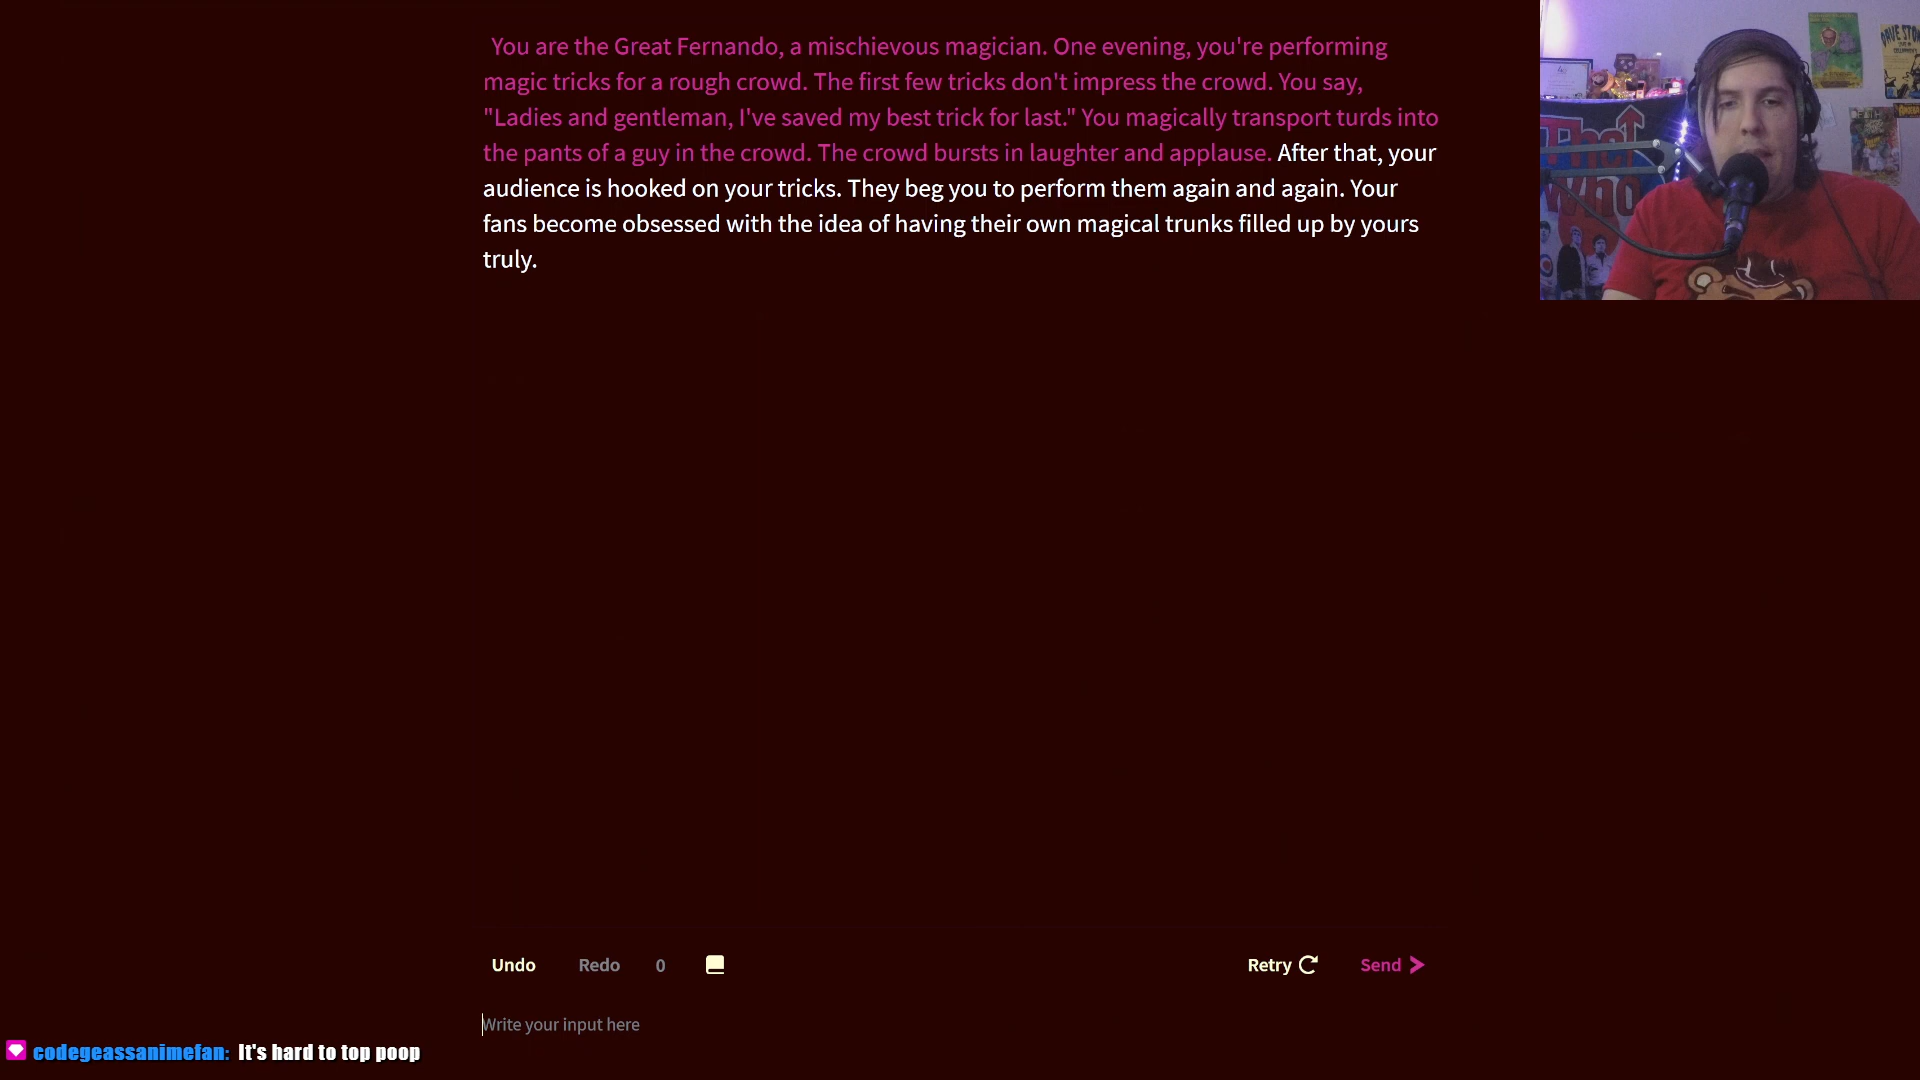 You are the Great Fernando, a mischievous magician. One evening, you're performing
magic tricks for a rough crowd. The first few tricks don't impress the crowd. You say,
"Ladies and gentleman, I've saved my best trick for last." You magically transport turds into
the pants of a guy in the crowd. The crowd bursts in laughter and applause. After that, your
audience is hooked on your tricks. They beg you to perform them again and again. Your
fans become obsessed with the idea of having their own magical trunks filled up by yours
truly.
The
Who
Undo Redo 0 Retry Send
Write your input here
codegeassanimefan: It's hard to top poop